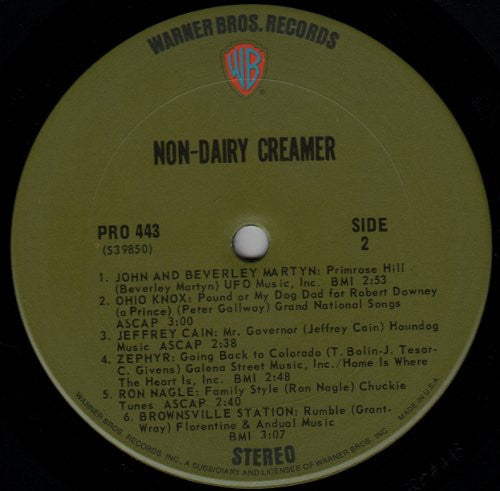 WARNER BROS. RECORDS
WB
®
NON-DAIRY CREAMER
PRO 443
(S39850)
SIDE
2
1. JOHN AND BEVERLEY MARTYN: Primrose Hill
(Beverley Martyn) UFO Music, Inc. BMI 2:53
2. OHIO KNOX: Pound or My Dog Dad for Robert Downey
(a Prince) (Peter Gallway) Grand National Songs
ASCAP 3:00
3. JEFFREY CAIN: Mr. Governor (Jeffrey Cain) Houndog
Music ASCAP 2:38
4. ZEPHYR: Going Back to Colorado (T. Bolin-J. Tesar-
C. Givens) Galena Street Music, Inc./Home Is Where
The Heart Is, Inc. BMI 2:48
5. RON NAGLE: Family Style (Ron Nagle) Chuckie
Tunes ASCAP 2:40
6. BROWNSVILLE STATION: Rumble (Grant-
Wray) Florentine & Andual Music
BMI 3:07
STEREO
WARNER BROS. RECORDS INC., A SUBSIDIARY AND LICENSEE OF WARNER BROS. INC. MADE IN U.S.A.